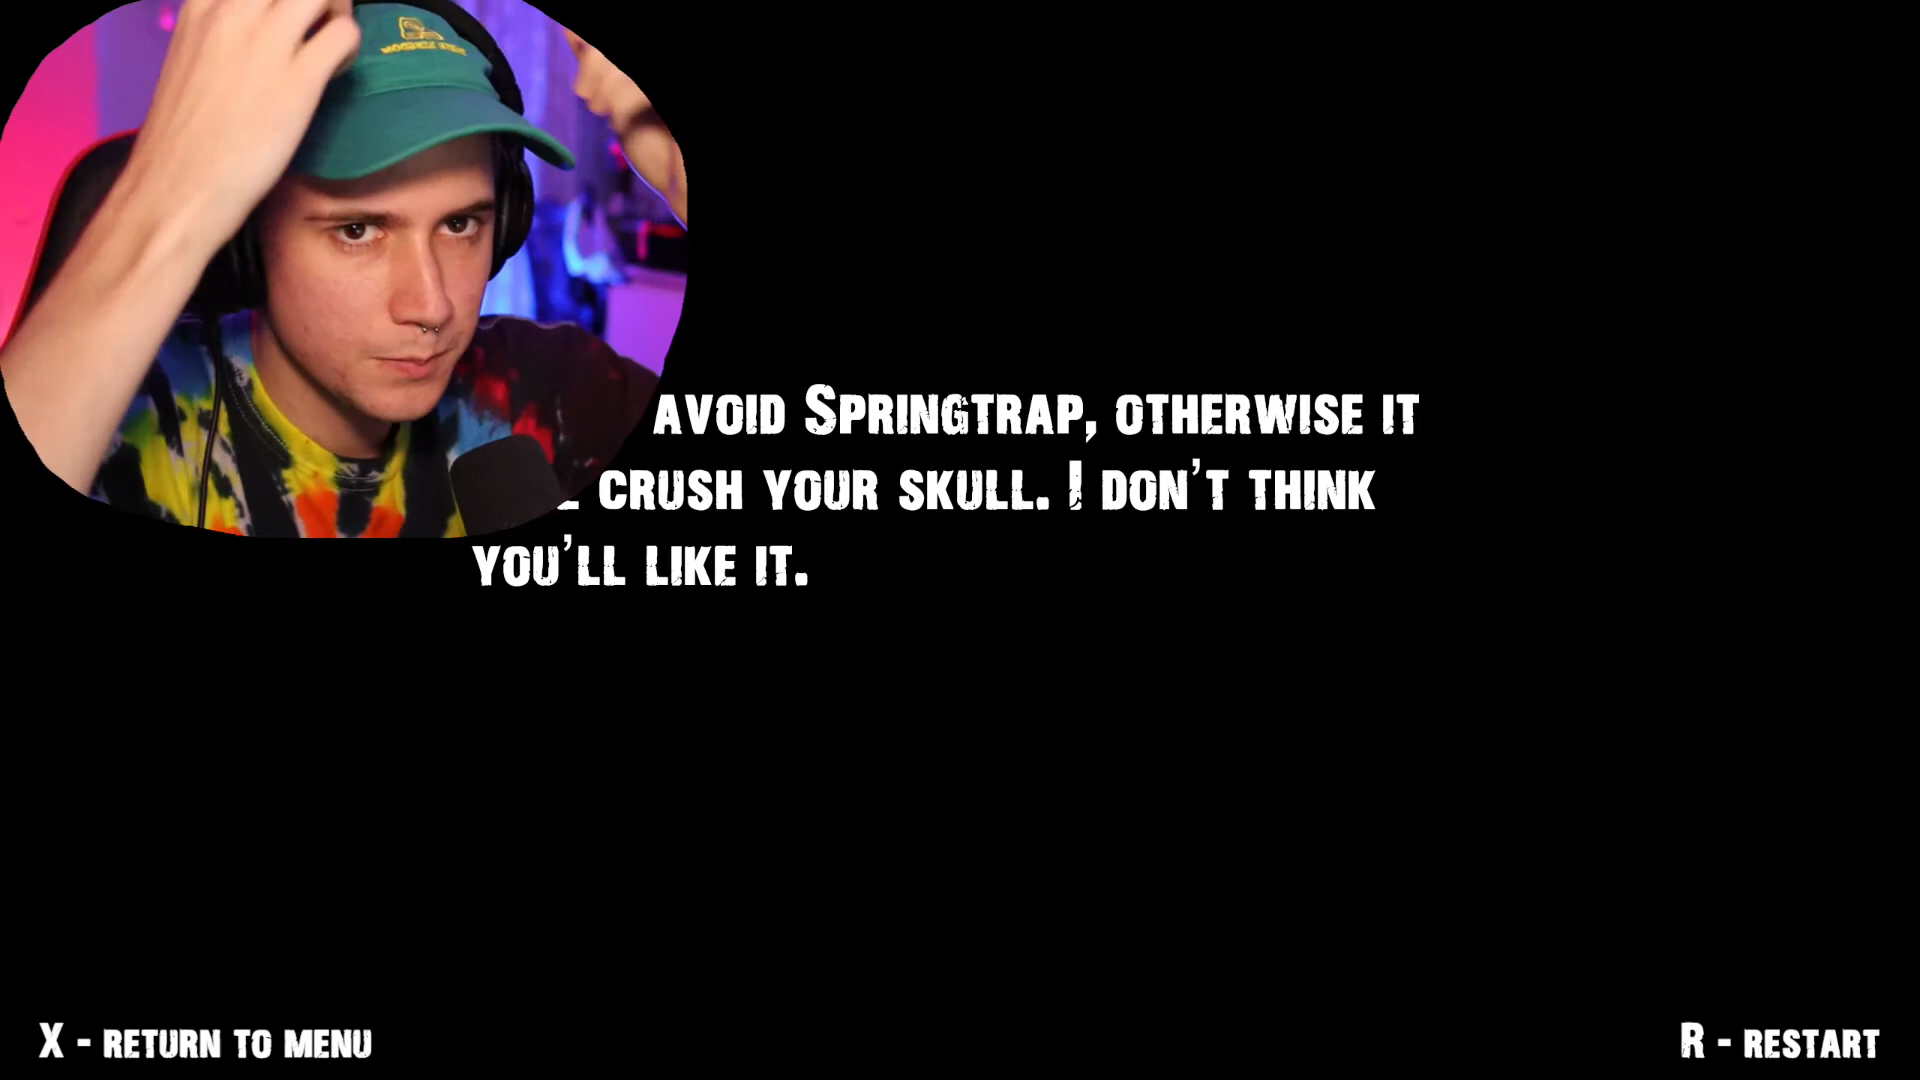 avoid Springtrap, otherwise it
crush your skull. I don't think
you'll like it.
X - return to menu
R - restart